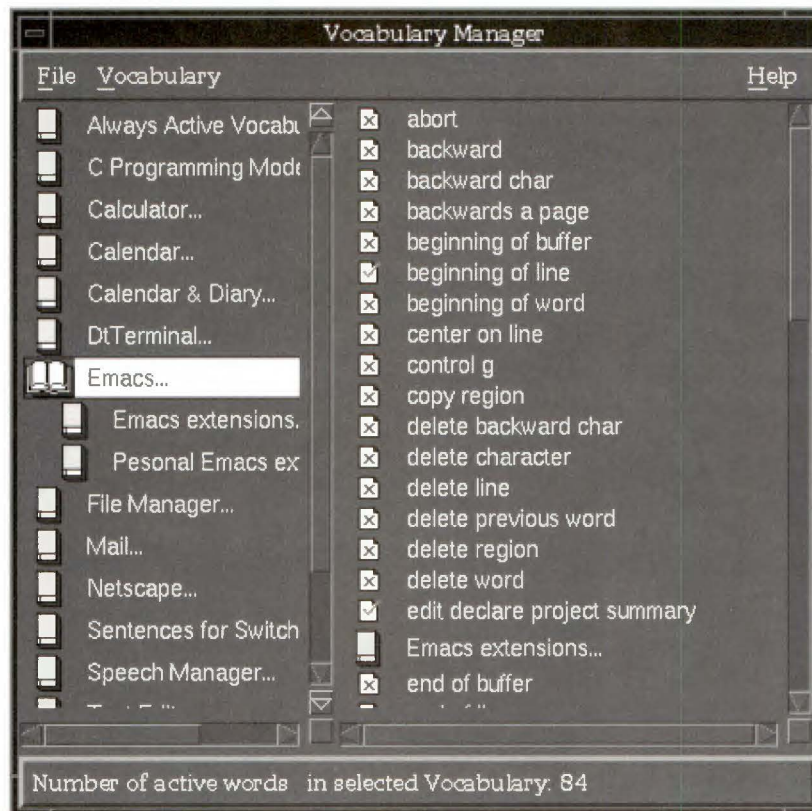 Vocabulary Manager
File Vocabulary Help
Always Active Vocabu
C Programming Mode
Calculator...
Calendar...
Calendar & Diary...
DtTerminal...
Emacs...
Emacs extensions.
Pesonal Emacs ex
File Manager...
Mail...
Netscape...
Sentences for Switch
Speech Manager...
abort
backward
backward char
backwards a page
beginning of buffer
beginning of line
beginning of word
center on line
control g
copy region
delete backward char
delete character
delete line
delete previous word
delete region
delete word
edit declare project summary
Emacs extensions...
end of buffer
Number of active words in selected Vocabulary: 84